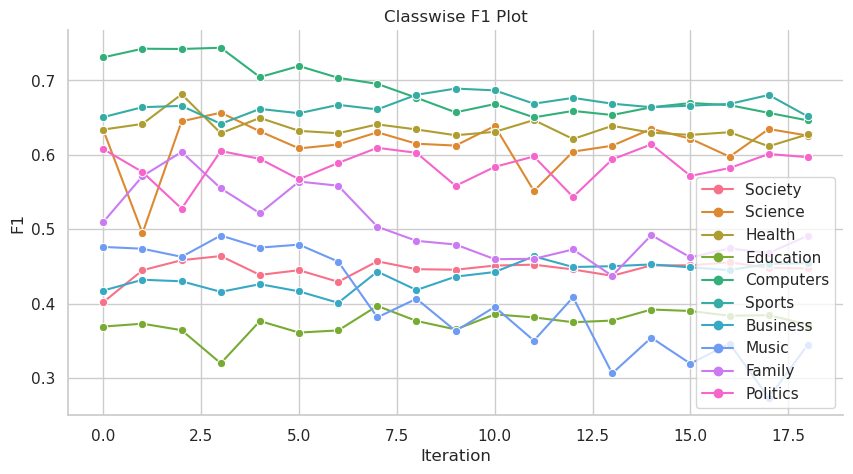 Classwise F1 Plot
F1
0.7
0.6
0.5
0.4
0.3
0.0
2.5
5.0
7.5
10.0
12.5
15.0
17.5
Iteration
Society
Science
Health
Education
Computers
Sports
Business
Music
Family
Politics